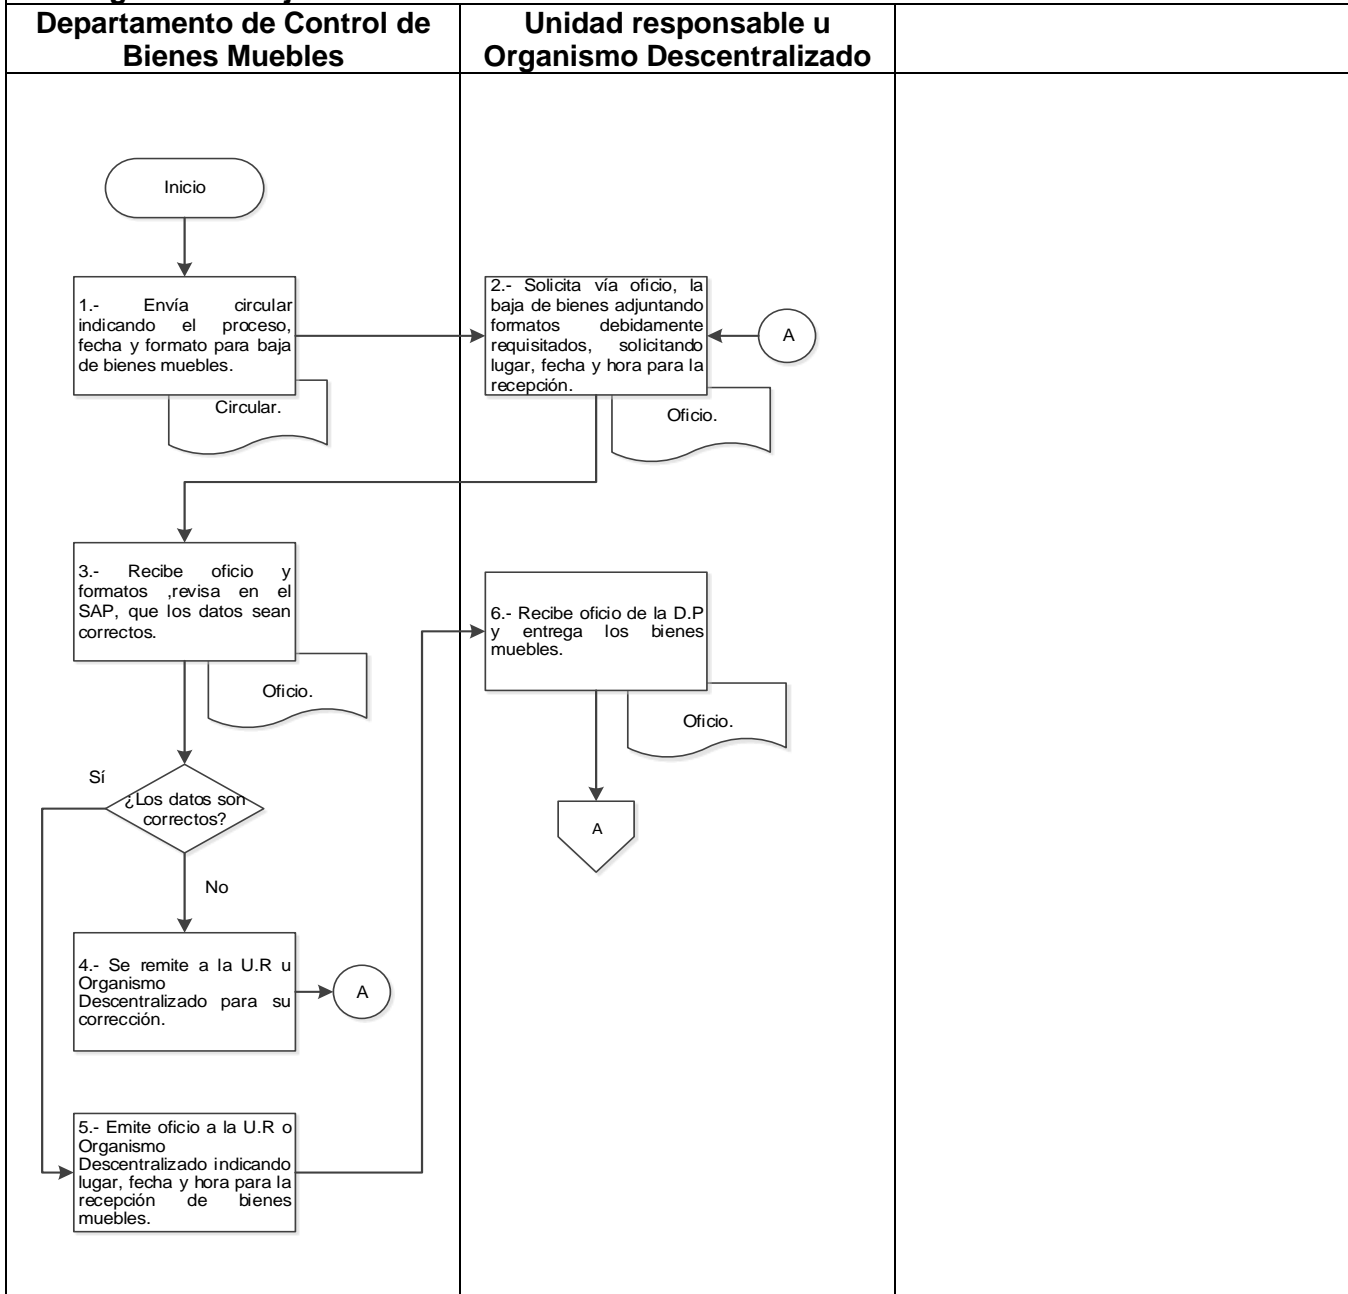 Departamento de Control de
Bienes Muebles
Unidad responsable u
Organismo Descentralizado
Inicio
1.- Envía circular
indicando el proceso,
fecha y formato para baja
de bienes muebles.
Circular.
2.- Solicita vía oficio, la
baja de bienes adjuntando
formatos debidamente
requisitados, solicitando
lugar, fecha y hora para la
recepción.
A
Oficio.
3.- Recibe oficio y
formatos ,revisa en el
SAP, que los datos sean
correctos.
Oficio.
6.- Recibe oficio de la D.P
y entrega los bienes
muebles.
Oficio.
A
Sí
¿Los datos son
correctos?
No
4.- Se remite a la U.R u
Organismo
Descentralizado para su
corrección.
A
5.- Emite oficio a la U.R o
Organismo
Descentralizado indicando
lugar, fecha y hora para la
recepción de bienes
muebles.